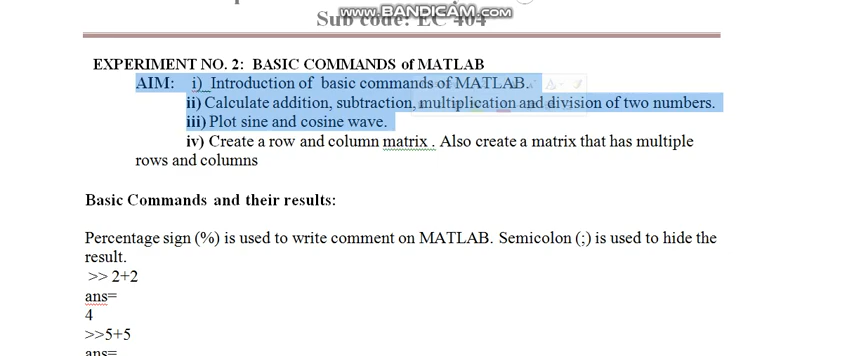 www.BANDICAM.com
Sub code: EC 404
EXPERIMENT NO. 2: BASIC COMMANDS of MATLAB
AIM: i) Introduction of basic commands of MATLAB.
ii) Calculate addition, subtraction, multiplication and division of two numbers.
iii) Plot sine and cosine wave.
iv) Create a row and column matrix . Also create a matrix that has multiple
rows and columns
Basic Commands and their results:
Percentage sign (%) is used to write comment on MATLAB. Semicolon (;) is used to hide the
result.
>> 2+2
ans=
4
>>5+5
ans=